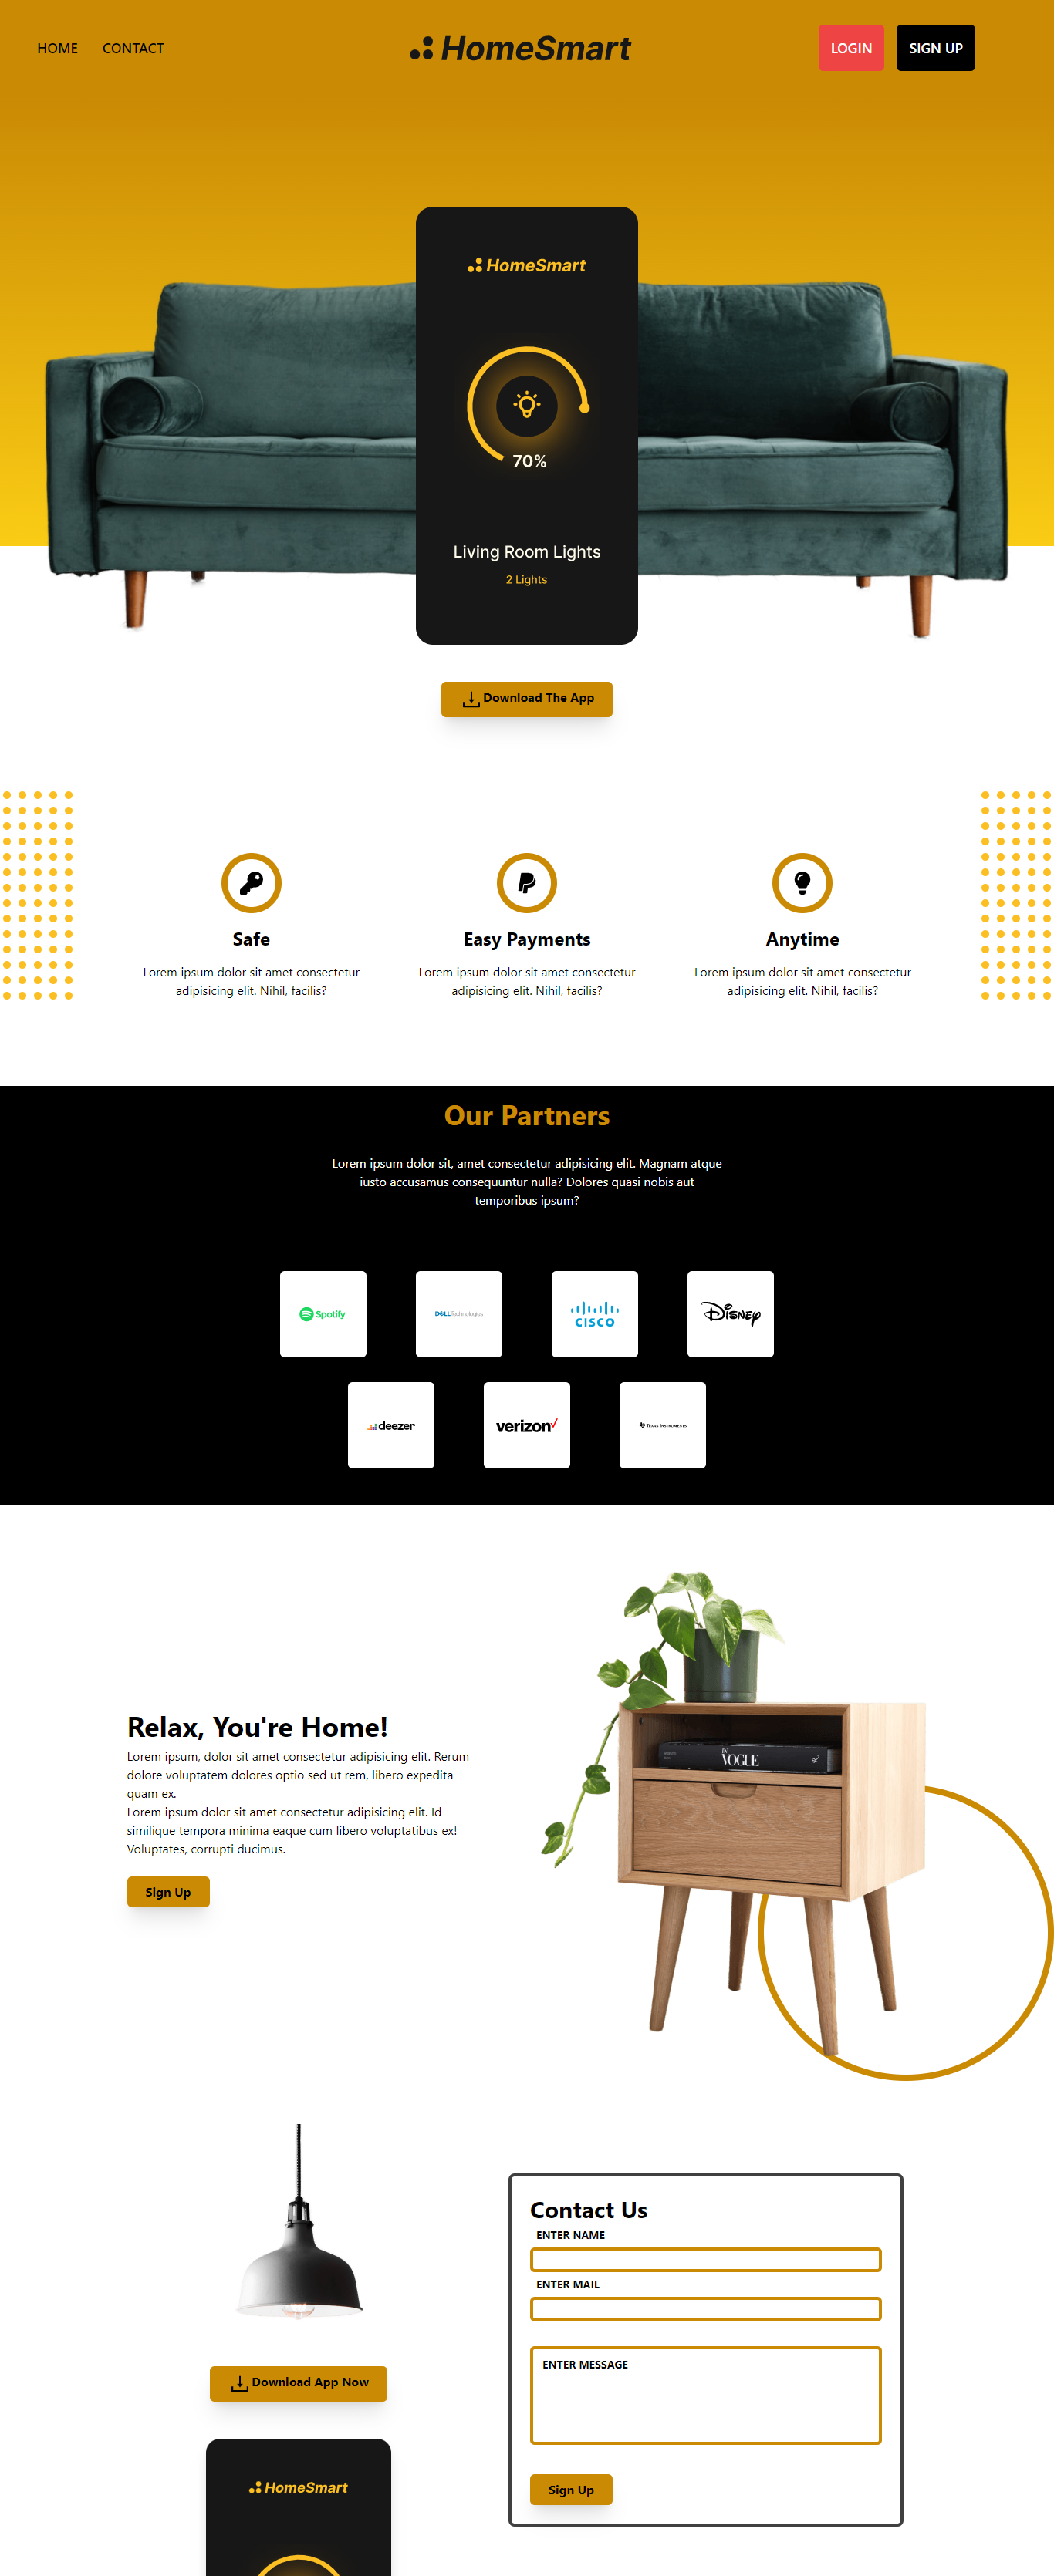 HOME
CONTACT
HomeSmart
LOGIN
SIGN UP
HomeSmart
70%
Living Room Lights
2 Lights
Download The App
Safe
Lorem ipsum dolor sit amet consectetur
adipisicing elit. Nihil, facilis?
Easy Payments
Lorem ipsum dolor sit amet consectetur
adipisicing elit. Nihil, facilis?
Anytime
Lorem ipsum dolor sit amet consectetur
adipisicing elit. Nihil, facilis?
Our Partners
Lorem ipsum dolor sit, amet consectetur adipisicing elit. Magnam atque
iusto accusamus consequuntur nulla? Dolores quasi nobis aut
temporibus ipsum?
Spotify
DELL Technologies
CISCO
Disney
deezer
verizon
Texas Instruments
VOGUE
Relax, You're Home!
Lorem ipsum, dolor sit amet consectetur adipisicing elit. Rerum
dolore voluptatem dolores optio sed ut rem, libero expedita
quam ex.
Lorem ipsum dolor sit amet consectetur adipisicing elit. Id
similique tempora minima eaque cum libero voluptatibus ex!
Voluptates, corrupti ducimus.
Sign Up
Download App Now
HomeSmart
Contact Us
ENTER NAME
ENTER MAIL
ENTER MESSAGE
Sign Up